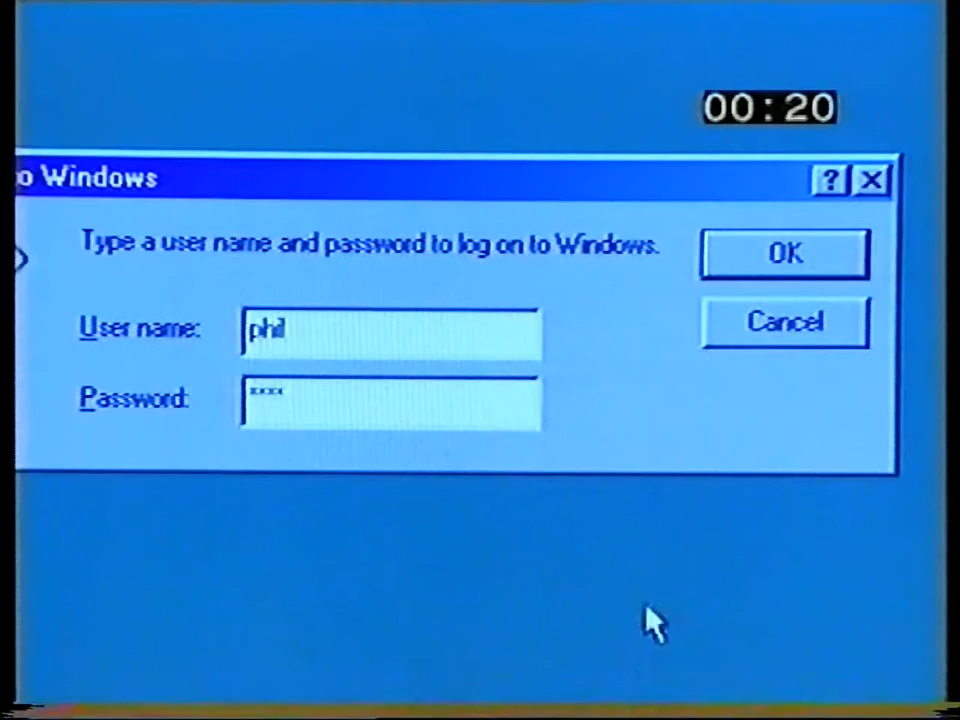 00:20
o Windows
Type a user name and password to log on to Windows.
OK
User name: phil
Cancel
Password: ××××